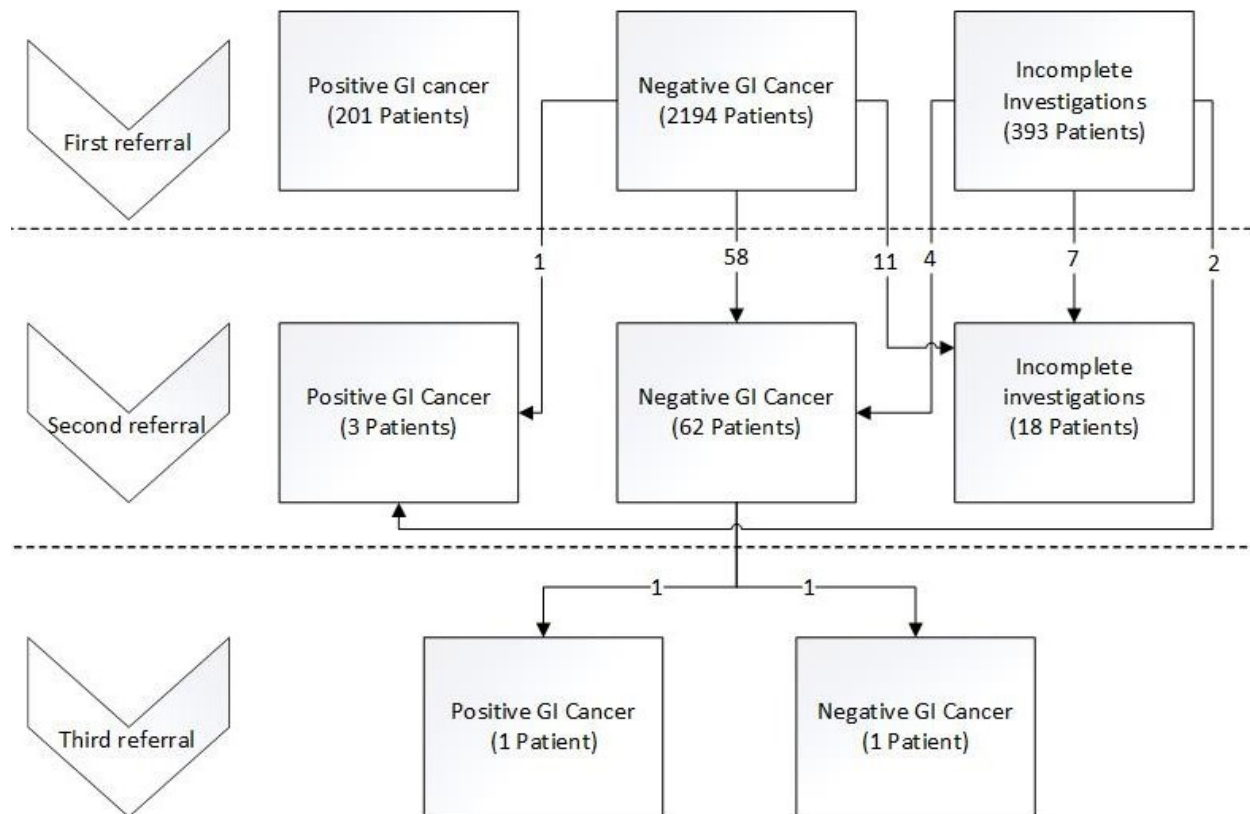 First referral
Positive GI cancer
(201 Patients)
Negative GI Cancer
(2194 Patients)
Incomplete
Investigations
(393 Patients)
1
58
11
4
7
2
Second referral
Positive GI Cancer
(3 Patients)
Negative GI Cancer
(62 Patients)
Incomplete
investigations
(18 Patients)
1
1
Third referral
Positive GI Cancer
(1 Patient)
Negative GI Cancer
(1 Patient)